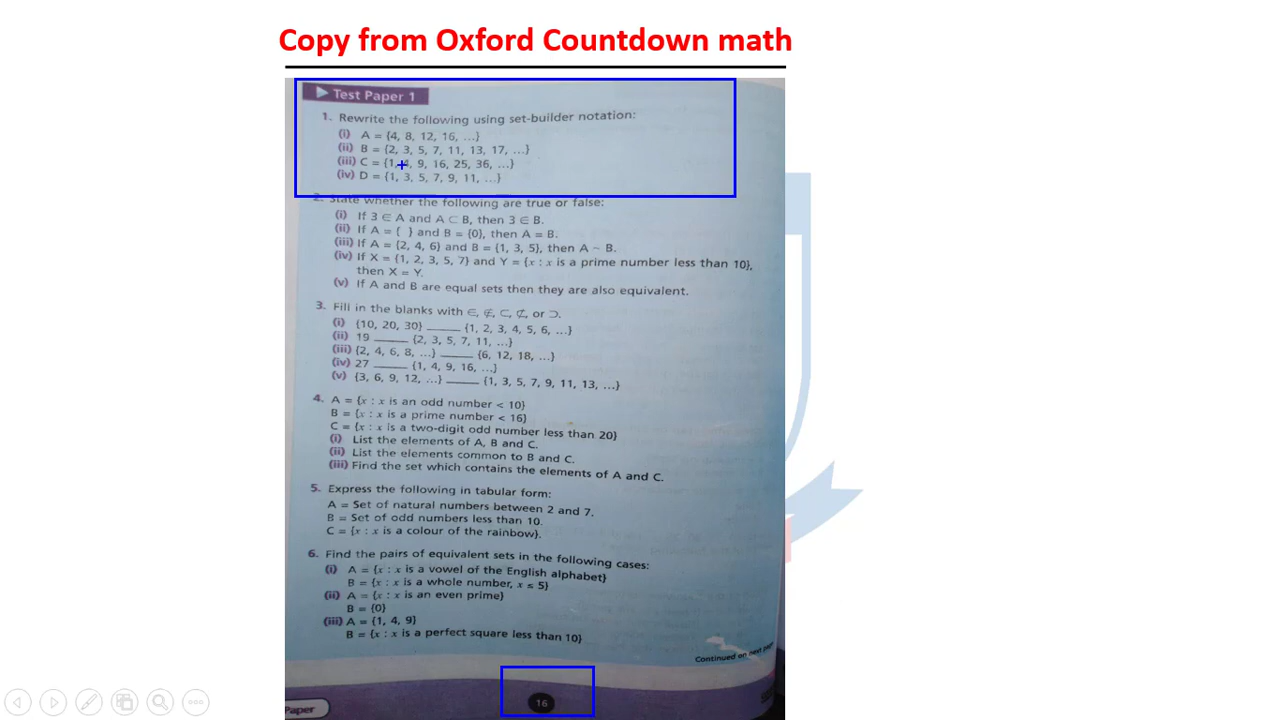 Copy from Oxford Countdown math
Test Paper 1
1. Rewrite the following using set-builder notation:
(i) A = {4, 8, 12, 16, ...}
(ii) B = {2, 3, 5, 7, 11, 13, 17, ...}
(iii) C = {1, 4, 9, 16, 25, 36, ...}
(iv) D = {1, 3, 5, 7, 9, 11, ...}
2. State whether the following are true or false:
(i) If 3 ∈ A and A ⊂ B, then 3 ∈ B.
(ii) If A = { } and B = {0}, then A = B.
(iii) If A = {2, 4, 6} and B = {1, 3, 5}, then A ~ B.
(iv) If X = {1, 2, 3, 5, 7} and Y = {x : x is a prime number less than 10},
then X = Y.
(v) If A and B are equal sets then they are also equivalent.
3. Fill in the blanks with ∈, ∉, ⊂, ⊄, or ⊃.
(i) {10, 20, 30} _____ {1, 2, 3, 4, 5, 6, ...}
(ii) 19 _____ {2, 3, 5, 7, 11, ...}
(iii) {2, 4, 6, 8, ...} _____ {6, 12, 18, ...}
(iv) 27 _____ {1, 4, 9, 16, ...}
(v) {3, 6, 9, 12, ...} _____ {1, 3, 5, 7, 9, 11, 13, ...}
4. A = {x : x is an odd number < 10}
B = {x : x is a prime number < 16}
C = {x : x is a two-digit odd number less than 20}
(i) List the elements of A, B and C.
(ii) List the elements common to B and C.
(iii) Find the set which contains the elements of A and C.
5. Express the following in tabular form:
A = Set of natural numbers between 2 and 7.
B = Set of odd numbers less than 10.
C = {x : x is a colour of the rainbow}.
6. Find the pairs of equivalent sets in the following cases:
(i) A = {x : x is a vowel of the English alphabet}
B = {x : x is a whole number, x ≤ 5}
(ii) A = {x : x is an even prime}
B = {0}
(iii) A = {1, 4, 9}
B = {x : x is a perfect square less than 10}
Continued on next page
Paper
16